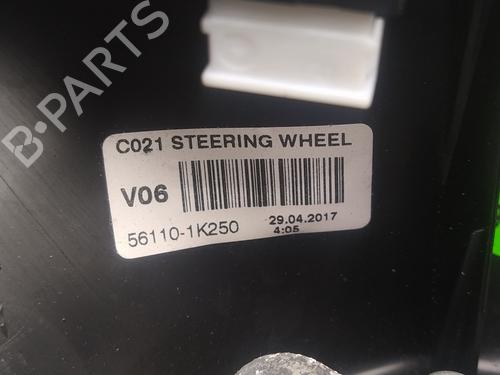 C021 STEERING WHEEL
V06
56110-1K250
29.04.2017
4:05
B-PARTS